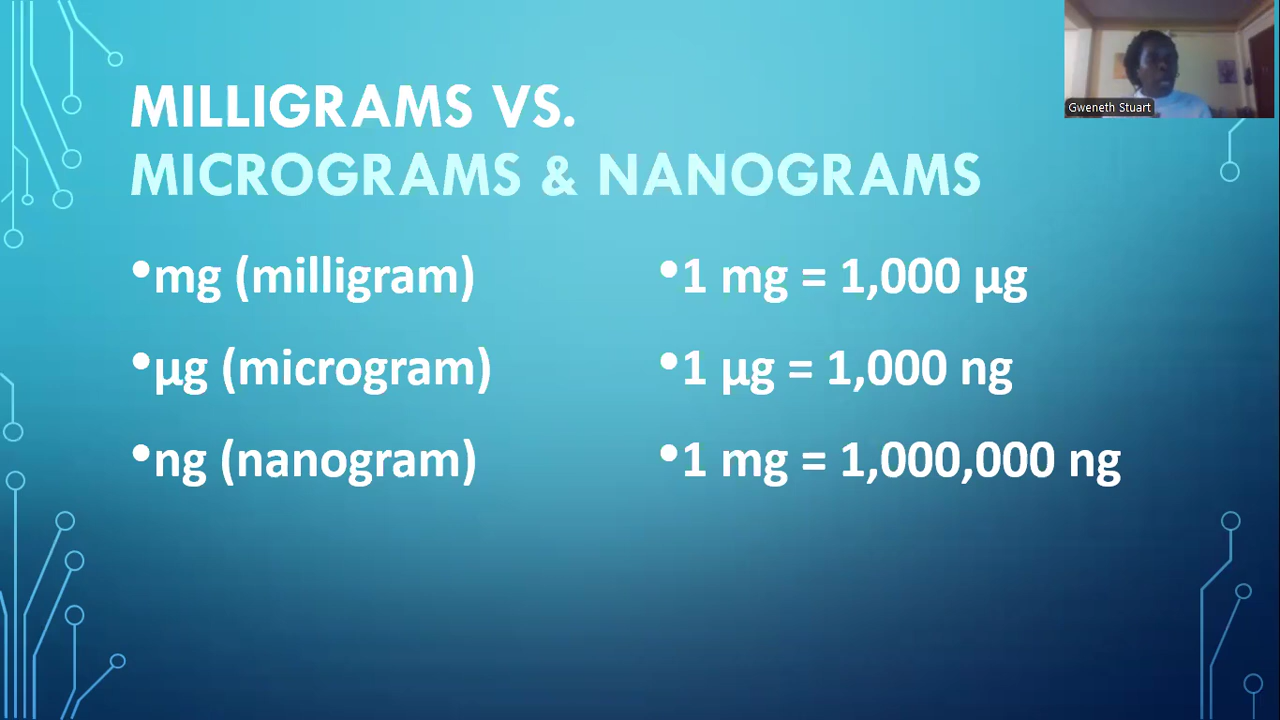 MILLIGRAMS VS.
MICROGRAMS & NANOGRAMS
•mg (milligram)
•µg (microgram)
•ng (nanogram)
•1 mg = 1,000 µg
•1 µg = 1,000 ng
•1 mg = 1,000,000 ng
Gweneth Stuart